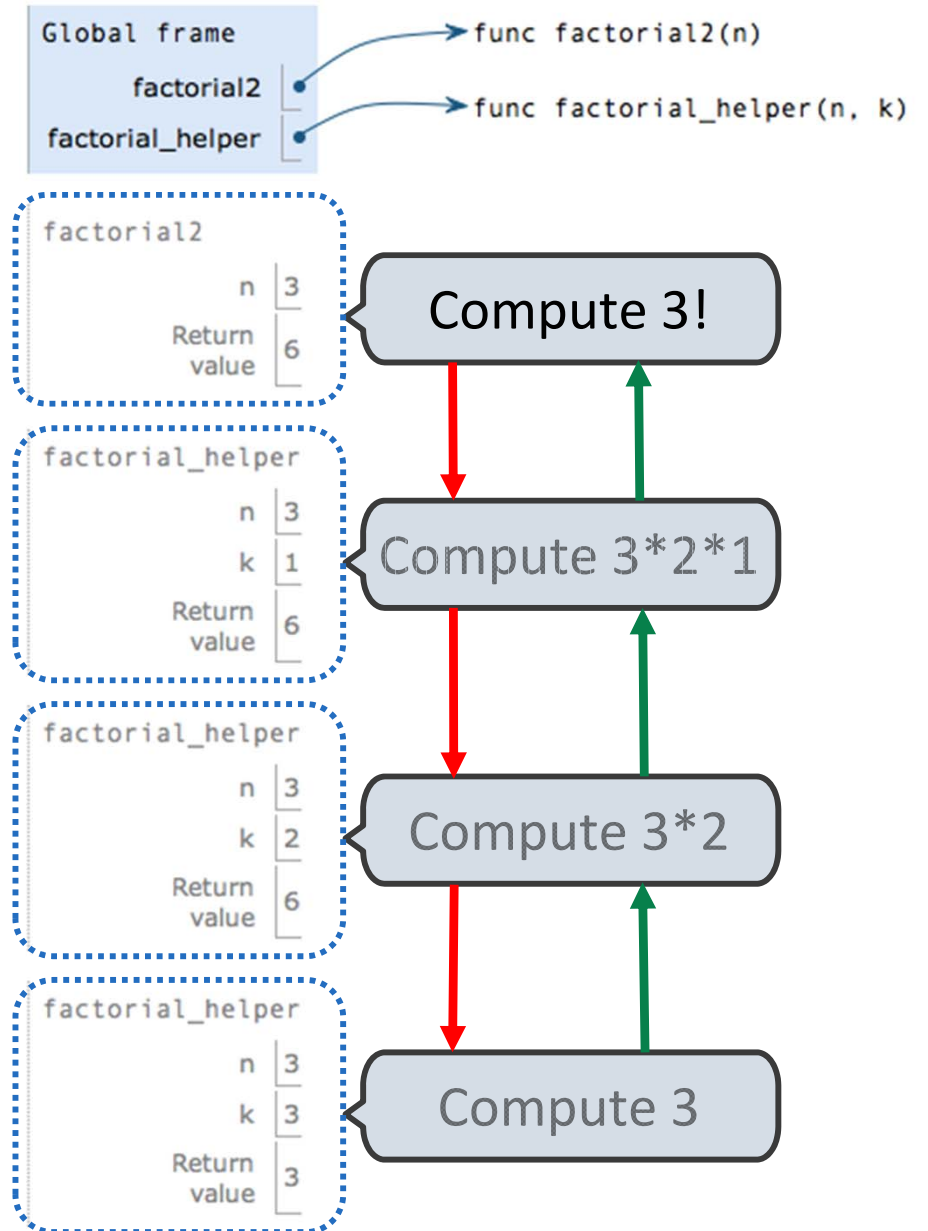 Global frame
func factorial2(n)
factorial2
func factorial_helper(n, k)
factorial_helper
factorial2
n 3
Return
value 6
Compute 3!
factorial_helper
n 3
k 1
Return
value 6
Compute 3*2*1
factorial_helper
n 3
k 2
Return
value 6
Compute 3*2
factorial_helper
n 3
k 3
Return
value 3
Compute 3